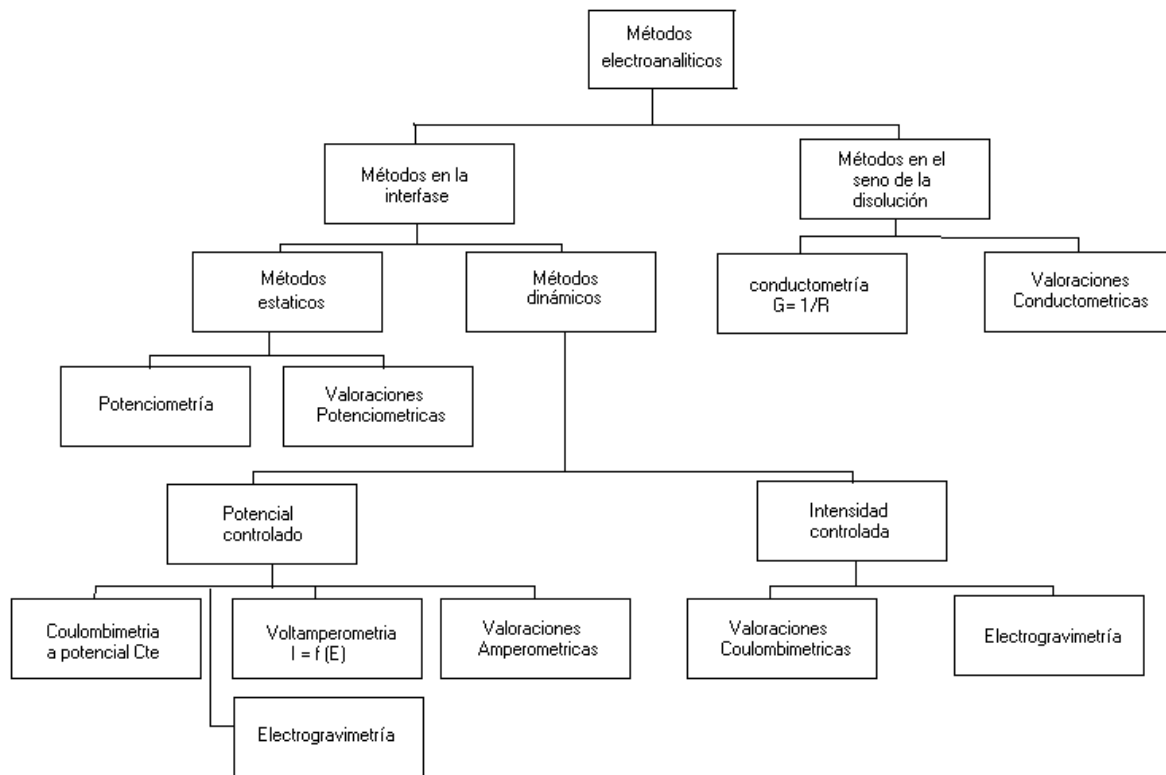 Métodos
electroanaliticos
Métodos en la
interfase
Métodos en el
seno de la
disolución
Métodos
estaticos
Métodos
dinámicos
conductometría
G= 1/R
Valoraciones
Conductometricas
Potenciometría
Valoraciones
Potenciometricas
Potencial
controlado
Intensidad
controlada
Coulombimetria
a potencial Cte
Voltamperometria
I = f (E)
Valoraciones
Amperometricas
Valoraciones
Coulombimetricas
Electrogravimetría
Electrogravimetría